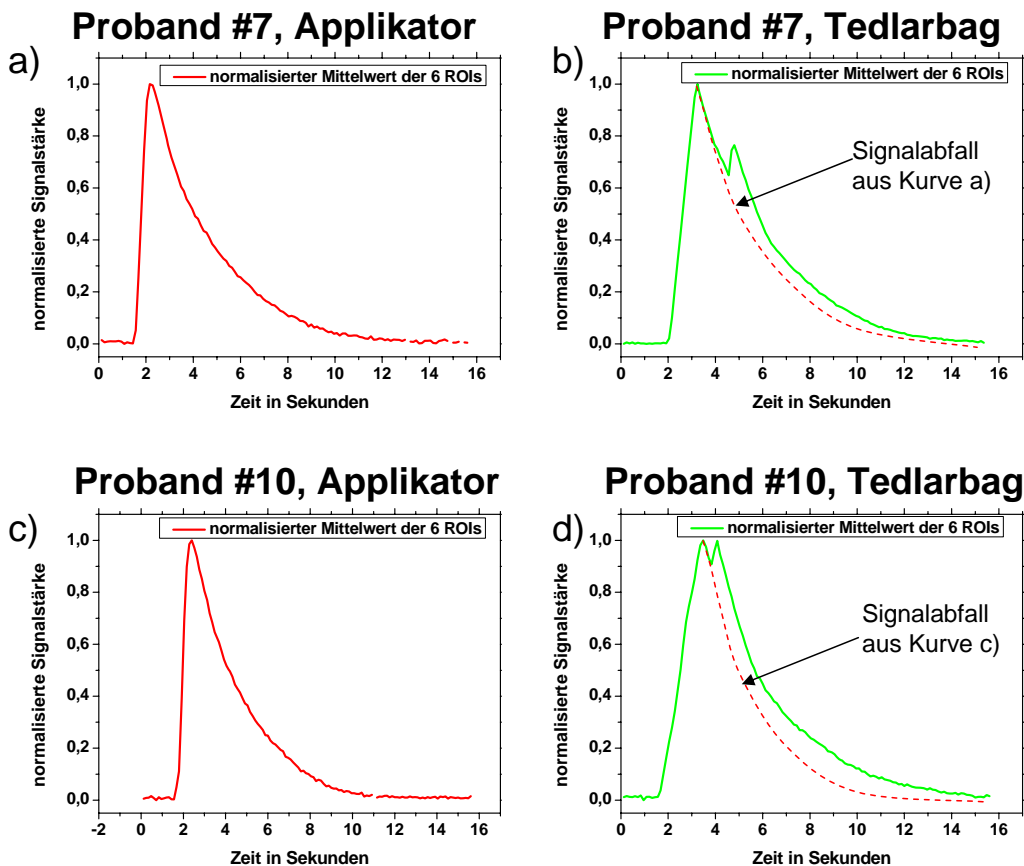 Proband #7, Applikator
a)
normalisierter Mittelwert der 6 ROIs
1,0
0,8
0,6
0,4
0,2
0,0
normalisierte Signalstärke
0 2 4 6 8 10 12 14 16
Zeit in Sekunden
Proband #7, Tedlarbag
b)
normalisierter Mittelwert der 6 ROIs
1,0
0,8
0,6
0,4
0,2
0,0
normalisierte Signalstärke
Signalabfall
aus Kurve a)
0 2 4 6 8 10 12 14 16
Zeit in Sekunden
Proband #10, Applikator
c)
normalisierter Mittelwert der 6 ROIs
1,0
0,8
0,6
0,4
0,2
0,0
normalisierte Signalstärke
-2 0 2 4 6 8 10 12 14 16
Zeit in Sekunden
Proband #10, Tedlarbag
d)
normalisierter Mittelwert der 6 ROIs
1,0
0,8
0,6
0,4
0,2
0,0
normalisierte Signalstärke
Signalabfall
aus Kurve c)
0 2 4 6 8 10 12 14 16
Zeit in Sekunden